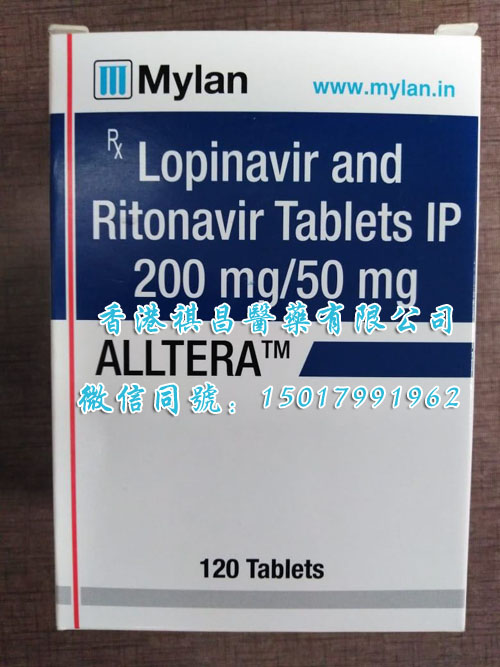 Mylan
www.mylan.in
Rx Lopinavir and
Ritonavir Tablets IP
200 mg/50 mg
香港祺昌醫藥有限公司
ALLTERA™
微信同號：15017991962
120 Tablets